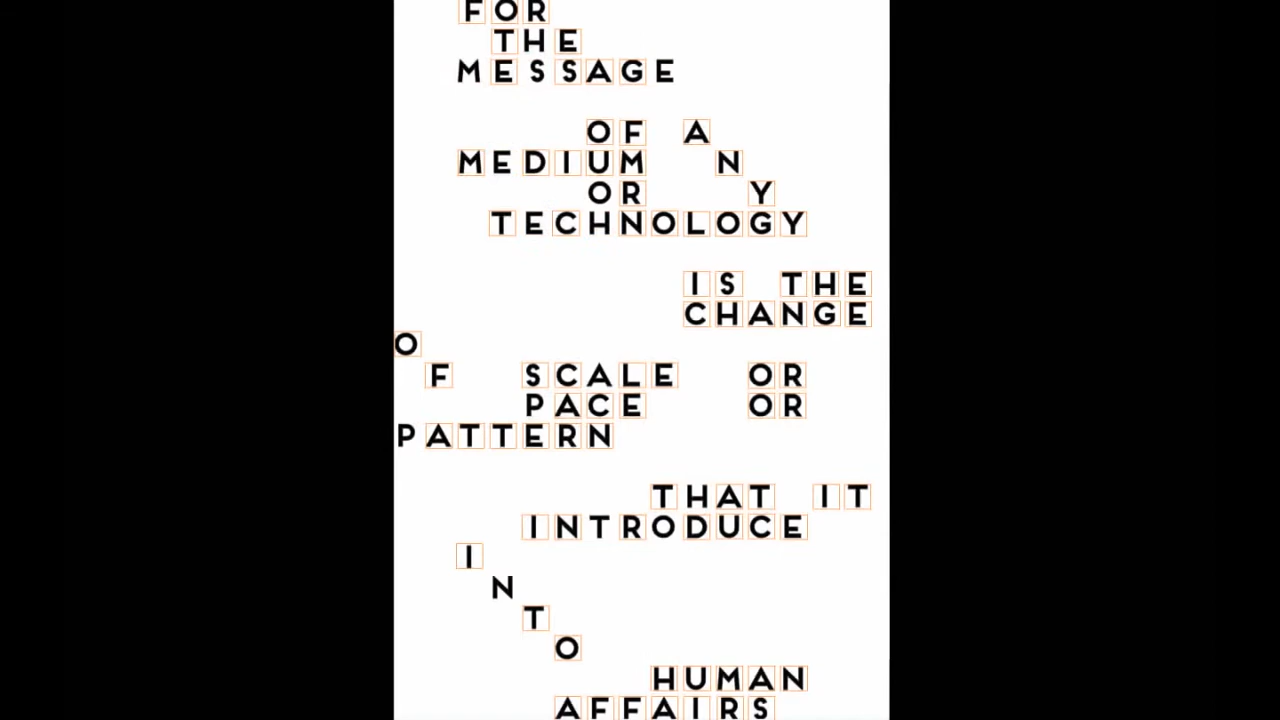 FOR
THE
MESSAGE
OF A
MEDIUM N
OR Y
TECHNOLOGY
IS THE
CHANGE
O
F SCALE OR
PACE OR
PATTERN
THAT IT
INTRODUCE
I
N
T
O
HUMAN
AFFAIRS